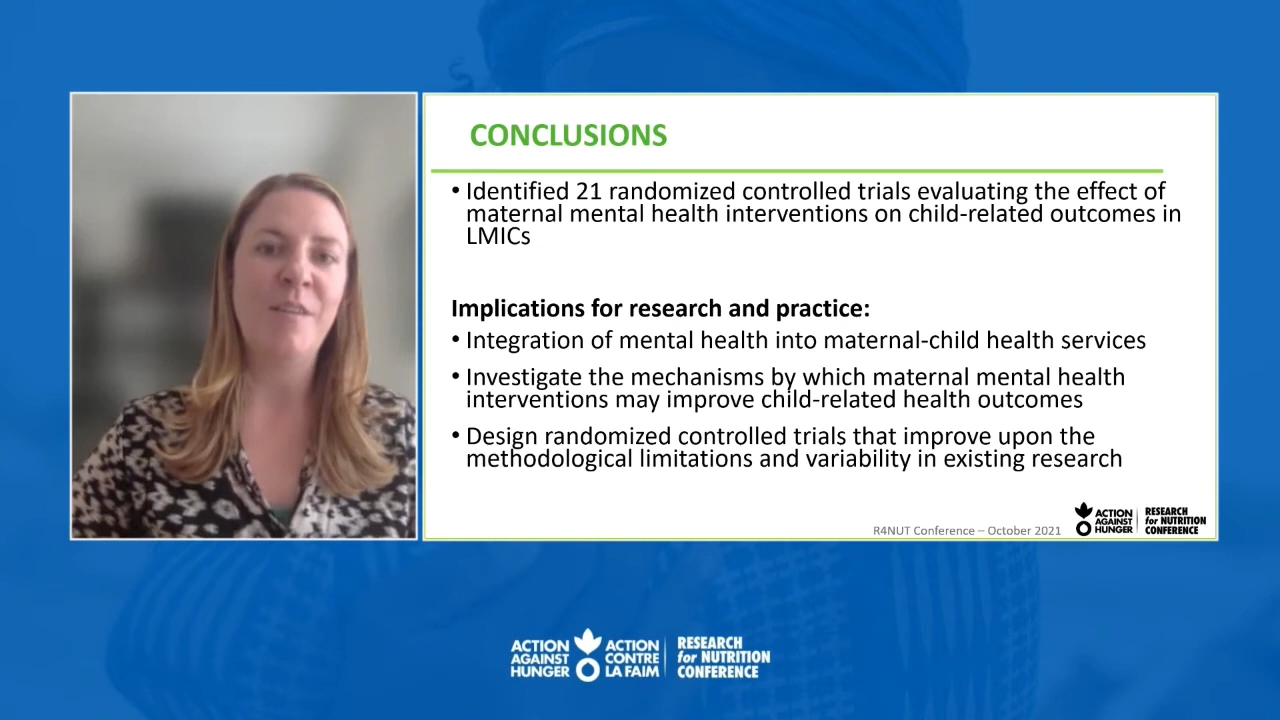 CONCLUSIONS
• Identified 21 randomized controlled trials evaluating the effect of
maternal mental health interventions on child-related outcomes in
LMICs
Implications for research and practice:
• Integration of mental health into maternal-child health services
• Investigate the mechanisms by which maternal mental health
interventions may improve child-related health outcomes
• Design randomized controlled trials that improve upon the
methodological limitations and variability in existing research
R4NUT Conference – October 2021
ACTION
AGAINST
HUNGER
RESEARCH
for NUTRITION
CONFERENCE
ACTION
AGAINST
HUNGER
ACTION
CONTRE
LA FAIM
RESEARCH
for NUTRITION
CONFERENCE